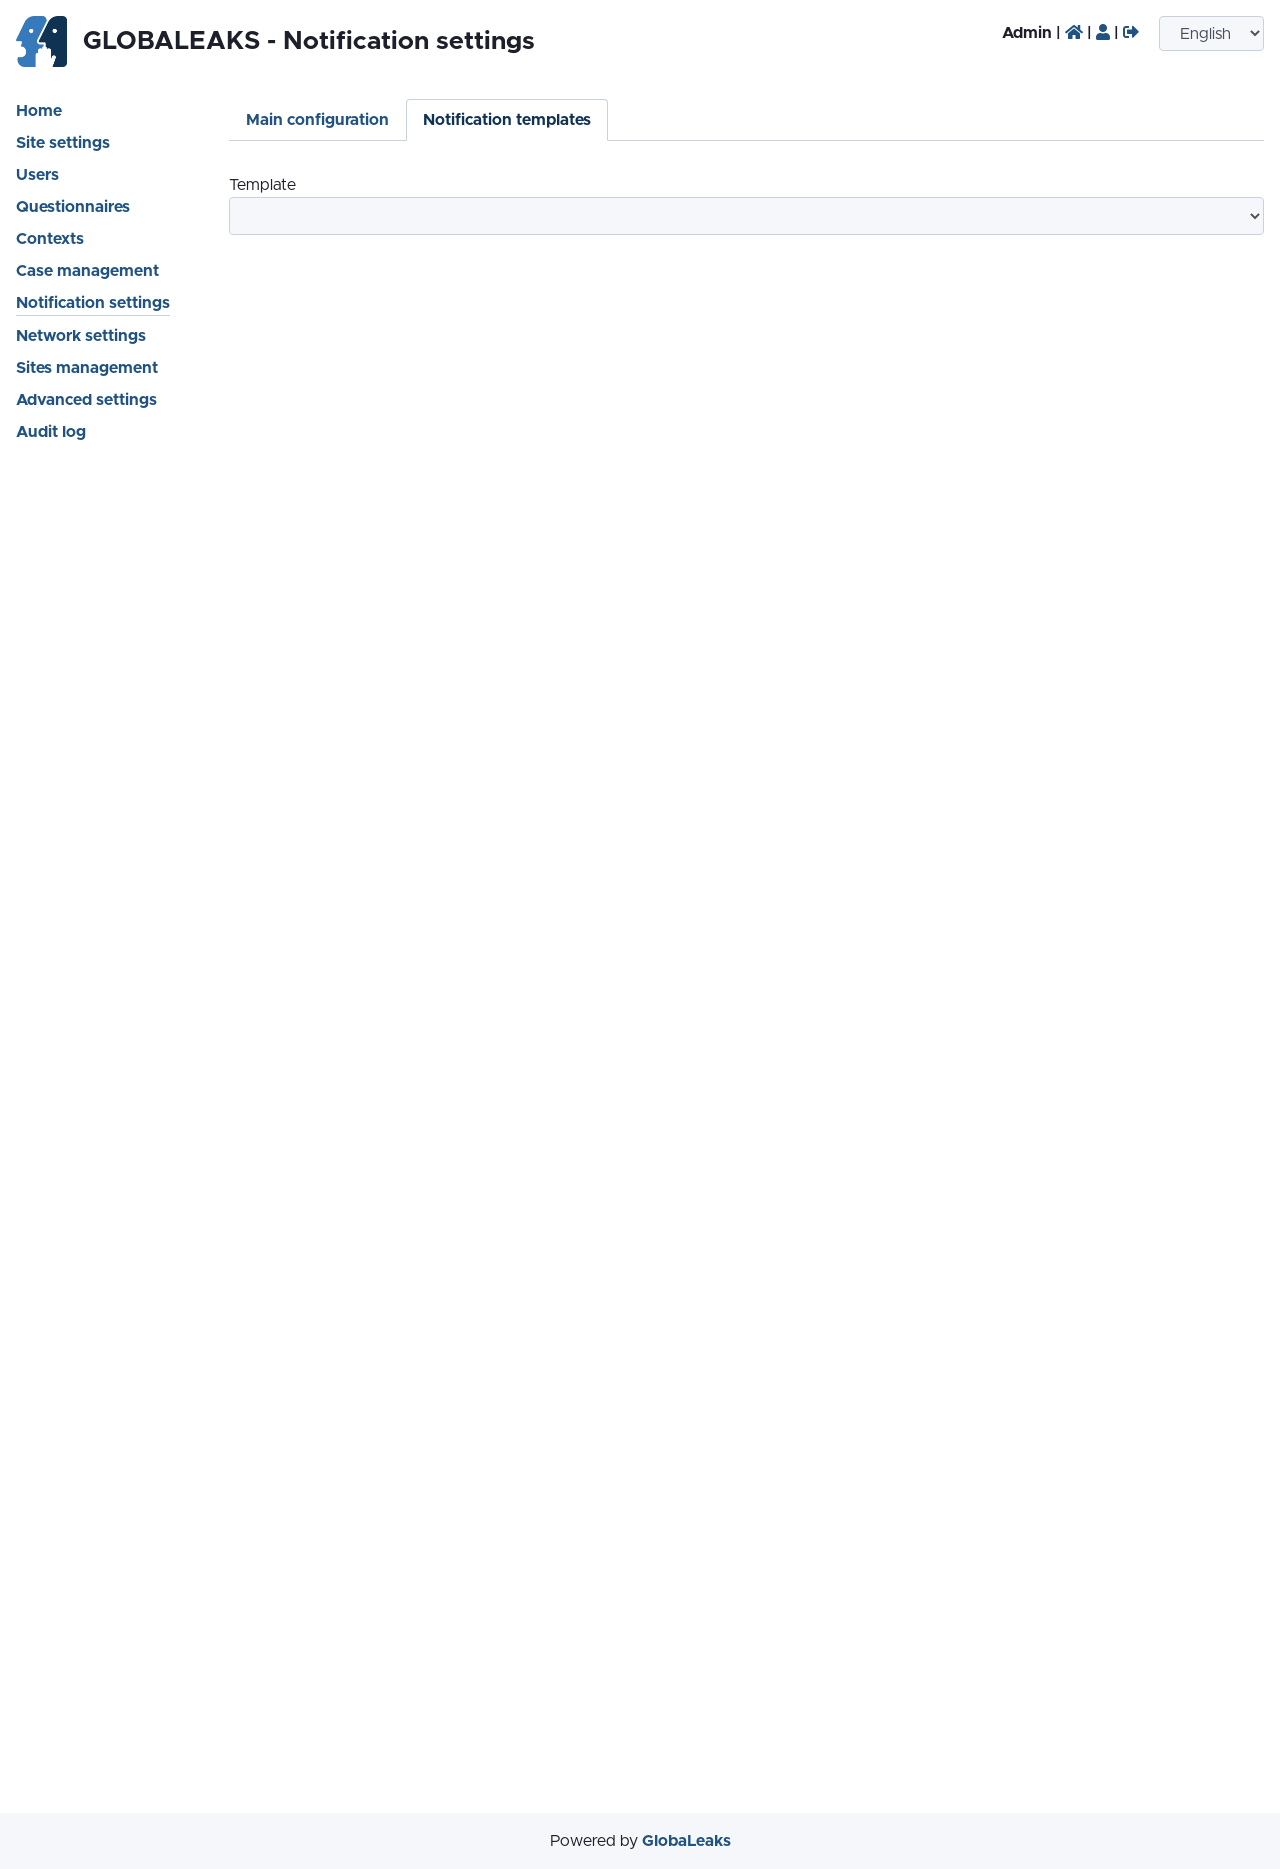 GLOBALEAKS - Notification settings
Admin | | |
English
Home
Site settings
Users
Questionnaires
Contexts
Case management
Notification settings
Network settings
Sites management
Advanced settings
Audit log
Main configuration
Notification templates
Template
Powered by GlobaLeaks